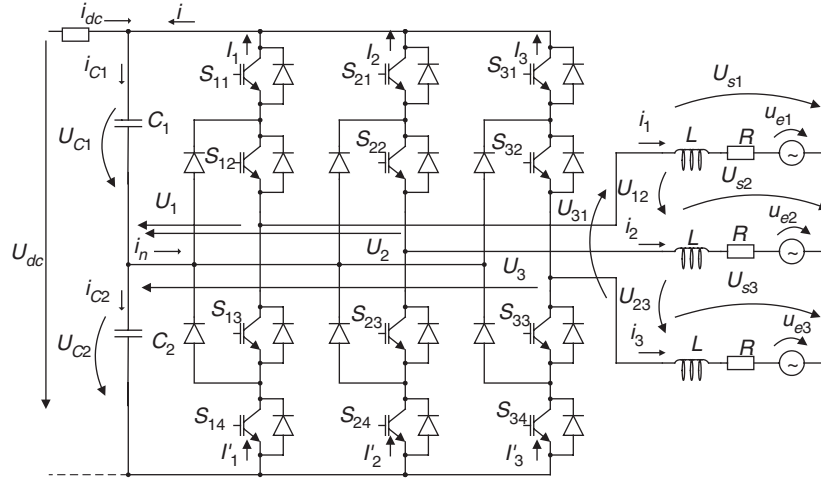 i_dc i
I_1 I_2 I_3
S_11 S_21 S_31
i_C1
U_C1 C_1
U_s1
i_1 L R u_e1
S_12 S_22 S_32
U_12 U_s2
U_1 U_31
i_2 L R u_e2
U_dc i_n U_2
U_3 U_23 U_s3
i_C2
S_13 S_23 S_33
U_C2 C_2
i_3 L R u_e3
S_14 S_24 S_34
I'_1 I'_2 I'_3